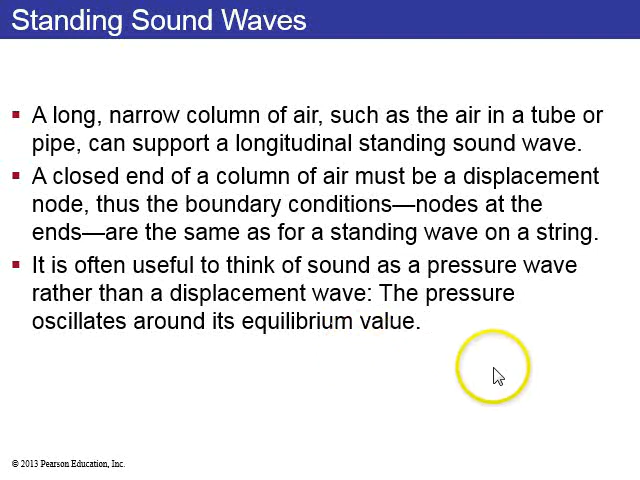 Standing Sound Waves
▪ A long, narrow column of air, such as the air in a tube or
pipe, can support a longitudinal standing sound wave.
▪ A closed end of a column of air must be a displacement
node, thus the boundary conditions—nodes at the
ends—are the same as for a standing wave on a string.
▪ It is often useful to think of sound as a pressure wave
rather than a displacement wave: The pressure
oscillates around its equilibrium value.
© 2013 Pearson Education, Inc.